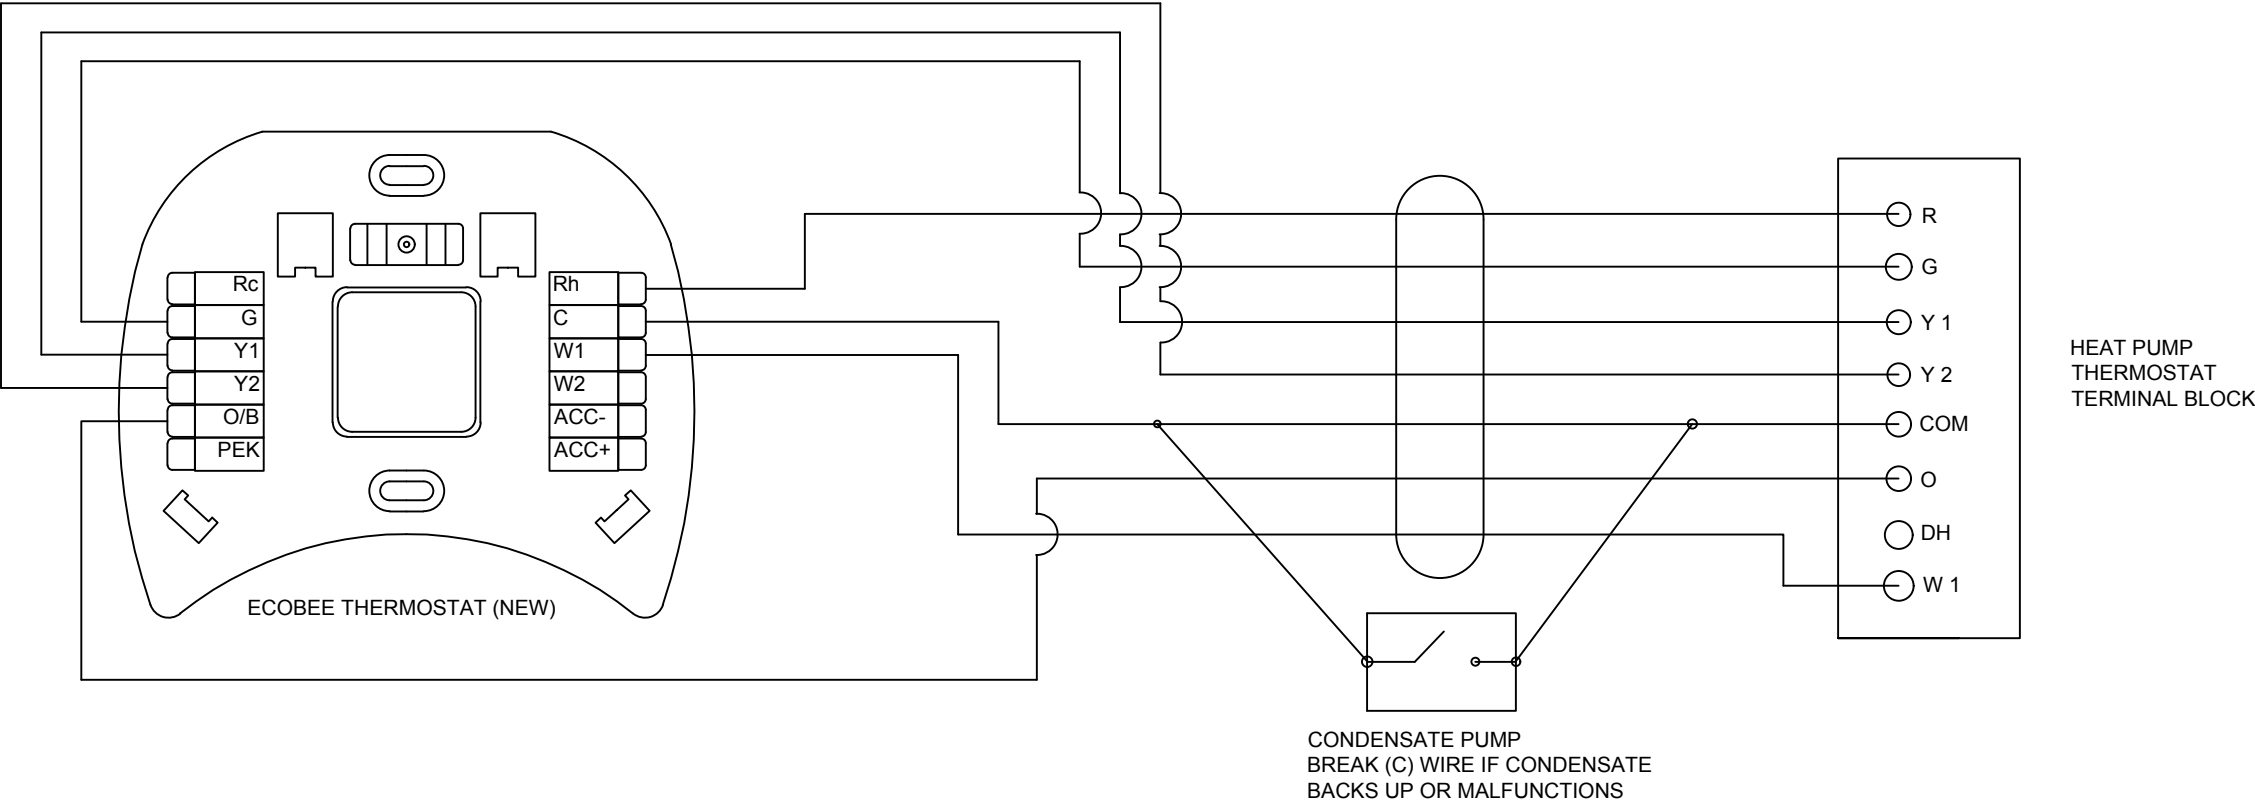 Rc
G
Y1
Y2
O/B
PEK
Rh
C
W1
W2
ACC-
ACC+
ECOBEE THERMOSTAT (NEW)
R
G
Y 1
Y 2
COM
O
DH
W 1
HEAT PUMP
THERMOSTAT
TERMINAL BLOCK
CONDENSATE PUMP
BREAK (C) WIRE IF CONDENSATE
BACKS UP OR MALFUNCTIONS